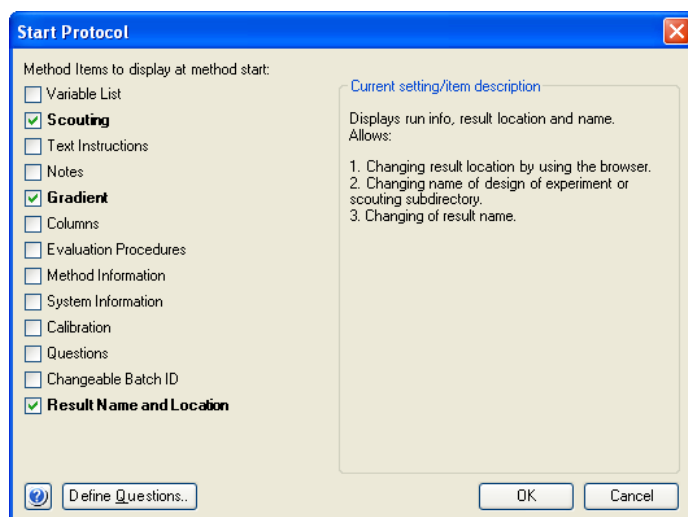 Start Protocol
Method Items to display at method start:
Variable List
Scouting
Text Instructions
Notes
Gradient
Columns
Evaluation Procedures
Method Information
System Information
Calibration
Questions
Changeable Batch ID
Result Name and Location
Current setting/item description
Displays run info, result location and name.
Allows:
1. Changing result location by using the browser.
2. Changing name of design of experiment or
scouting subdirectory.
3. Changing of result name.
Define Questions..
OK
Cancel